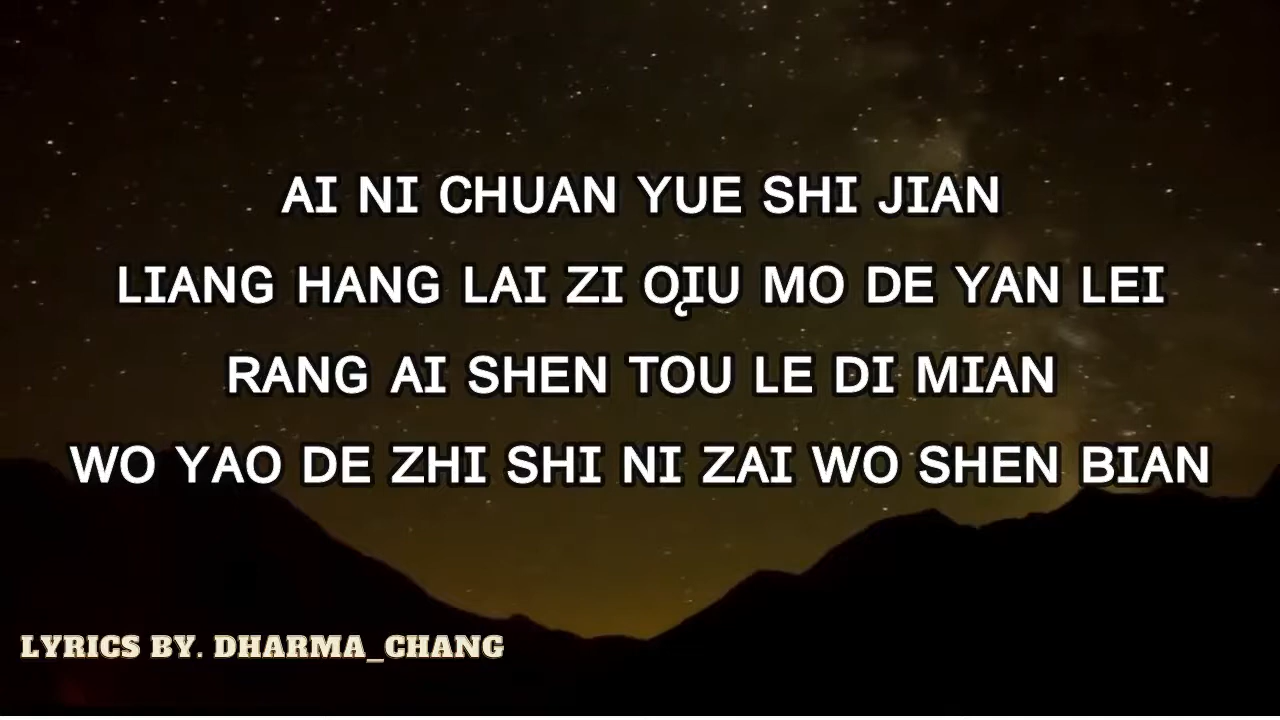 AI NI CHUAN YUE SHI JIAN
LIANG HANG LAI ZI QIU MO DE YAN LEI
RANG AI SHEN TOU LE DI MIAN
WO YAO DE ZHI SHI NI ZAI WO SHEN BIAN
LYRICS BY. DHARMA_CHANG